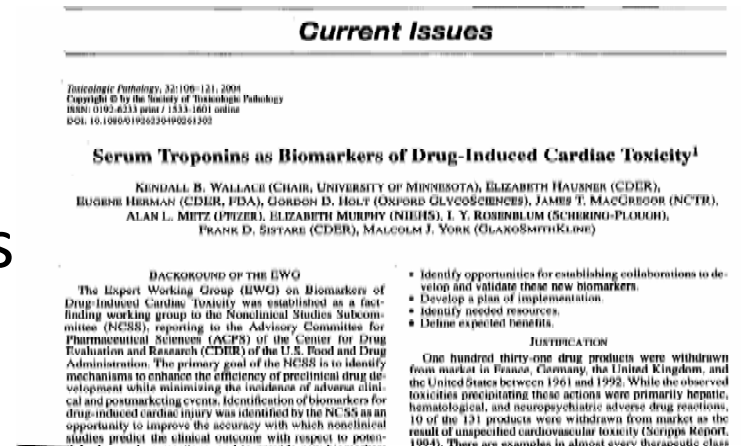 Current Issues
Toxicologic Pathology, 32:106–121, 2004
Copyright © by the Society of Toxicologic Pathology
ISSN: 0192-6233 print / 1533-1601 online
DOI: 10.1080/01926230490261302
Serum Troponins as Biomarkers of Drug-Induced Cardiac Toxicity1
KENDALL B. WALLACE (CHAIR, UNIVERSITY OF MINNESOTA), ELIZABETH HAUSNER (CDER),
EUGENE HERMAN (CDER, FDA), GORDON D. HOLT (OXFORD GLYCOSCIENCES), JAMES T. MACGREGOR (NCTR),
ALAN L. METZ (PFIZER), ELIZABETH MURPHY (NIEHS), I. Y. ROSENBLUM (SCHERING-PLOUGH),
FRANK D. SISTARE (CDER), MALCOLM J. YORK (GLAXOSMITHKLINE)
S
BACKGROUND OF THE EWG
The Expert Working Group (EWG) on Biomarkers of
Drug-Induced Cardiac Toxicity was established as a fact-
finding working group to the Nonclinical Studies Subcom-
mittee (NCSS), reporting to the Advisory Committee for
Pharmaceutical Sciences (ACPS) of the Center for Drug
Evaluation and Research (CDER) of the U.S. Food and Drug
Administration. The primary goal of the NCSS is to identify
mechanisms to enhance the efficiency of preclinical drug de-
velopment while minimizing the incidence of adverse clini-
cal and postmarketing events. Identification of biomarkers for
drug-induced cardiac injury was identified by the NCSS as an
opportunity to improve the accuracy with which nonclinical
studies predict the clinical outcome with respect to poten-
• Identify opportunities for establishing collaborations to de-
velop and validate these new biomarkers.
• Develop a plan of implementation.
• Identify needed resources.
• Define expected benefits.
JUSTIFICATION
One hundred thirty-one drug products were withdrawn
from market in France, Germany, the United Kingdom, and
the United States between 1961 and 1992. While the observed
toxicities precipitating these actions were primarily hepatic,
hematological, and neuropsychiatric adverse drug reactions,
10 of the 131 products were withdrawn from market as the
result of unspecified cardiovascular toxicity (Scripps Report,
1994). There are examples in almost every therapeutic class